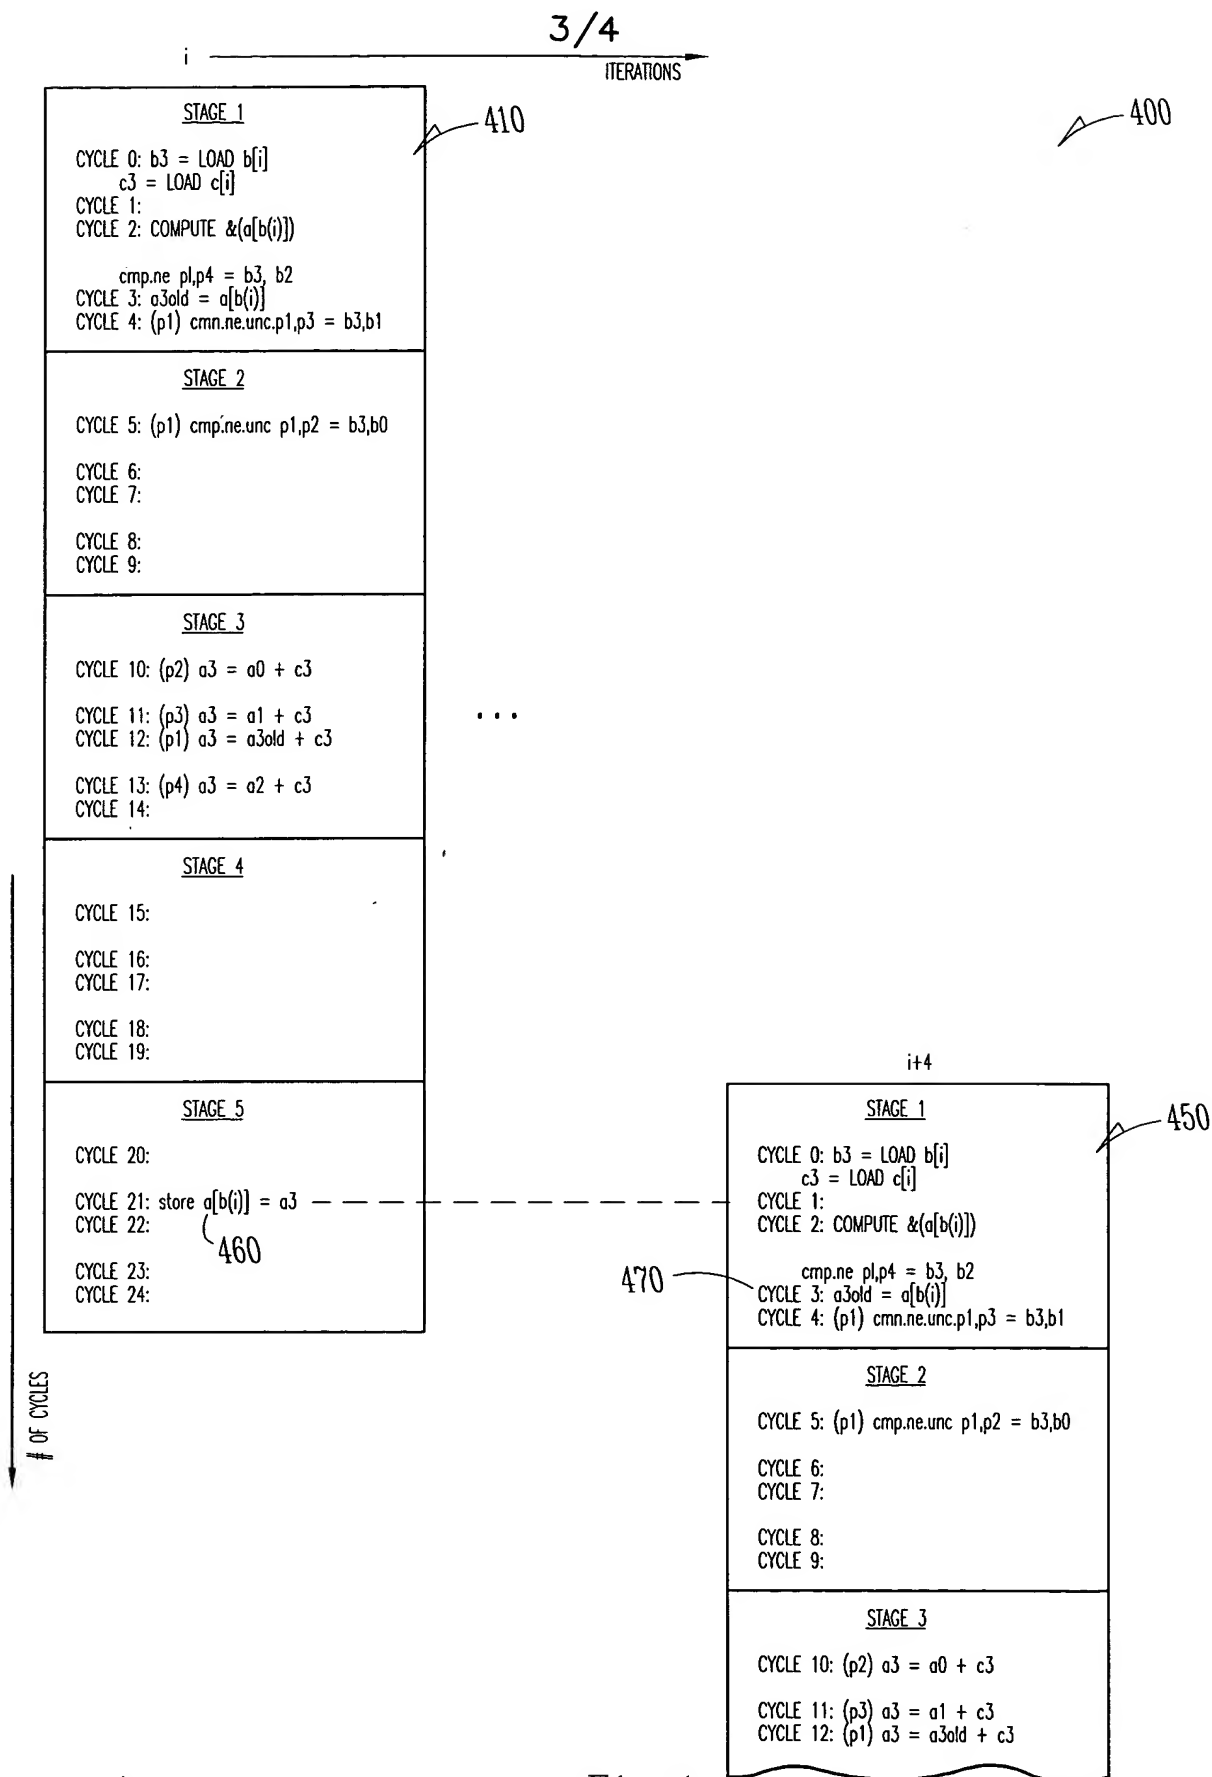 3/4
i
ITERATIONS
400
410
STAGE 1
CYCLE 0: b3 = LOAD b[i]
c3 = LOAD c[i]
CYCLE 1:
CYCLE 2: COMPUTE &(a[b(i)])
cmp.ne pl,p4 = b3, b2
CYCLE 3: a3old = a[b(i)]
CYCLE 4: (p1) cmn.ne.unc.p1,p3 = b3,b1
STAGE 2
CYCLE 5: (p1) cmp.ne.unc p1,p2 = b3,b0
CYCLE 6:
CYCLE 7:
CYCLE 8:
CYCLE 9:
STAGE 3
CYCLE 10: (p2) a3 = a0 + c3
CYCLE 11: (p3) a3 = a1 + c3
CYCLE 12: (p1) a3 = a3old + c3
CYCLE 13: (p4) a3 = a2 + c3
CYCLE 14:
...
STAGE 4
CYCLE 15:
CYCLE 16:
CYCLE 17:
CYCLE 18:
CYCLE 19:
STAGE 5
CYCLE 20:
CYCLE 21: store a[b(i)] = a3
CYCLE 22:
460
CYCLE 23:
CYCLE 24:
# OF CYCLES
i+4
450
STAGE 1
CYCLE 0: b3 = LOAD b[i]
c3 = LOAD c[i]
CYCLE 1:
CYCLE 2: COMPUTE &(a[b(i)])
cmp.ne pl,p4 = b3, b2
470
CYCLE 3: a3old = a[b(i)]
CYCLE 4: (p1) cmn.ne.unc.p1,p3 = b3,b1
STAGE 2
CYCLE 5: (p1) cmp.ne.unc p1,p2 = b3,b0
CYCLE 6:
CYCLE 7:
CYCLE 8:
CYCLE 9:
STAGE 3
CYCLE 10: (p2) a3 = a0 + c3
CYCLE 11: (p3) a3 = a1 + c3
CYCLE 12: (p1) a3 = a3old + c3